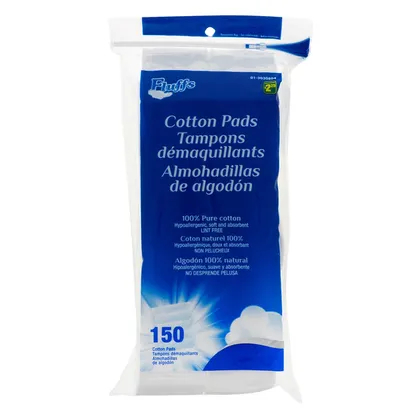 Fluffs
Cotton Pads
Tampons
démaquillants
Almohadillas
de algodón
100% Pure cotton
Hypoallergenic, soft and absorbent
LINT FREE
Coton naturel 100%
Hypoallergénique, doux et absorbant
NON PELUCHEUX
Algodón 100% natural
Hipoalergénico, suave y absorbente
NO DESPRENDE PELUSA
150
Cotton Pads
Tampons démaquillants
Almohadillas
de algodón